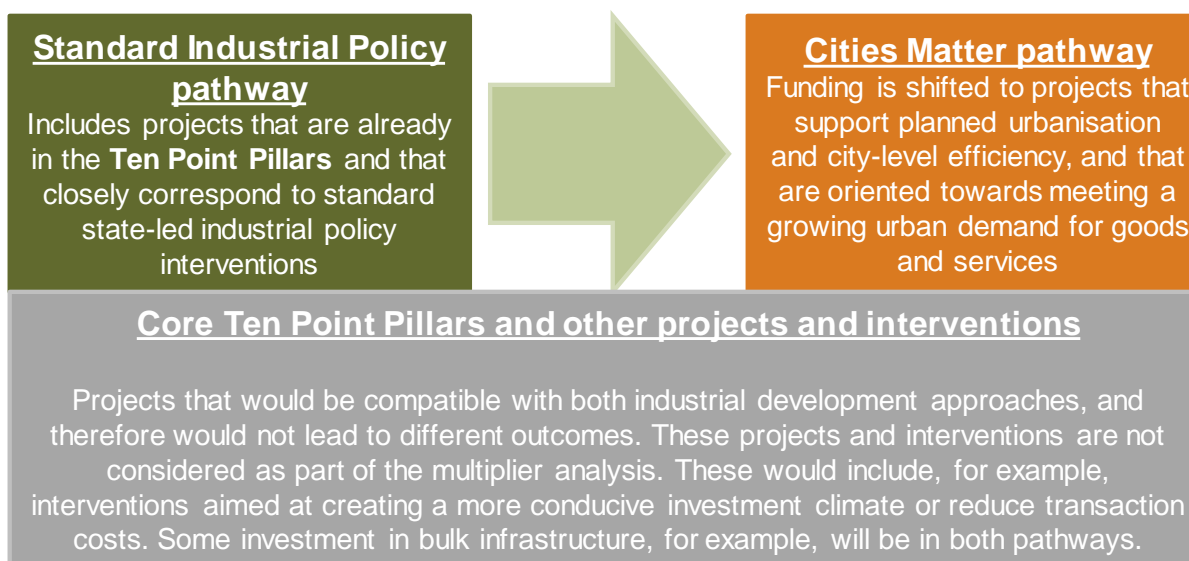 Standard Industrial Policy
pathway
Includes projects that are already
in the Ten Point Pillars and that
closely correspond to standard
state-led industrial policy
interventions
Cities Matter pathway
Funding is shifted to projects that
support planned urbanisation
and city-level efficiency, and that
are oriented towards meeting a
growing urban demand for goods
and services
Core Ten Point Pillars and other projects and interventions
Projects that would be compatible with both industrial development approaches, and
therefore would not lead to different outcomes. These projects and interventions are not
considered as part of the multiplier analysis. These would include, for example,
interventions aimed at creating a more conducive investment climate or reduce transaction
costs. Some investment in bulk infrastructure, for example, will be in both pathways.